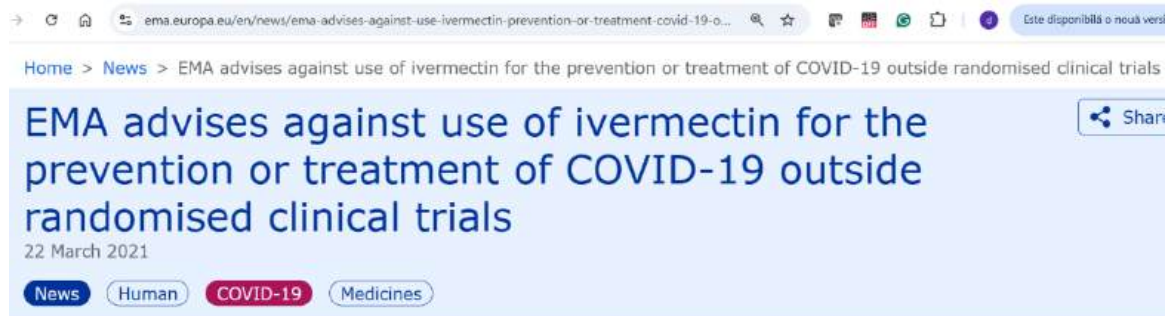 ema.europa.eu/en/news/ema-advises-against-use-ivermectin-prevention-or-treatment-covid-19-o...
Este disponibilă o nouă versi
Home > News > EMA advises against use of ivermectin for the prevention or treatment of COVID-19 outside randomised clinical trials
EMA advises against use of ivermectin for the
prevention or treatment of COVID-19 outside
randomised clinical trials
Share
22 March 2021
News Human COVID-19 Medicines